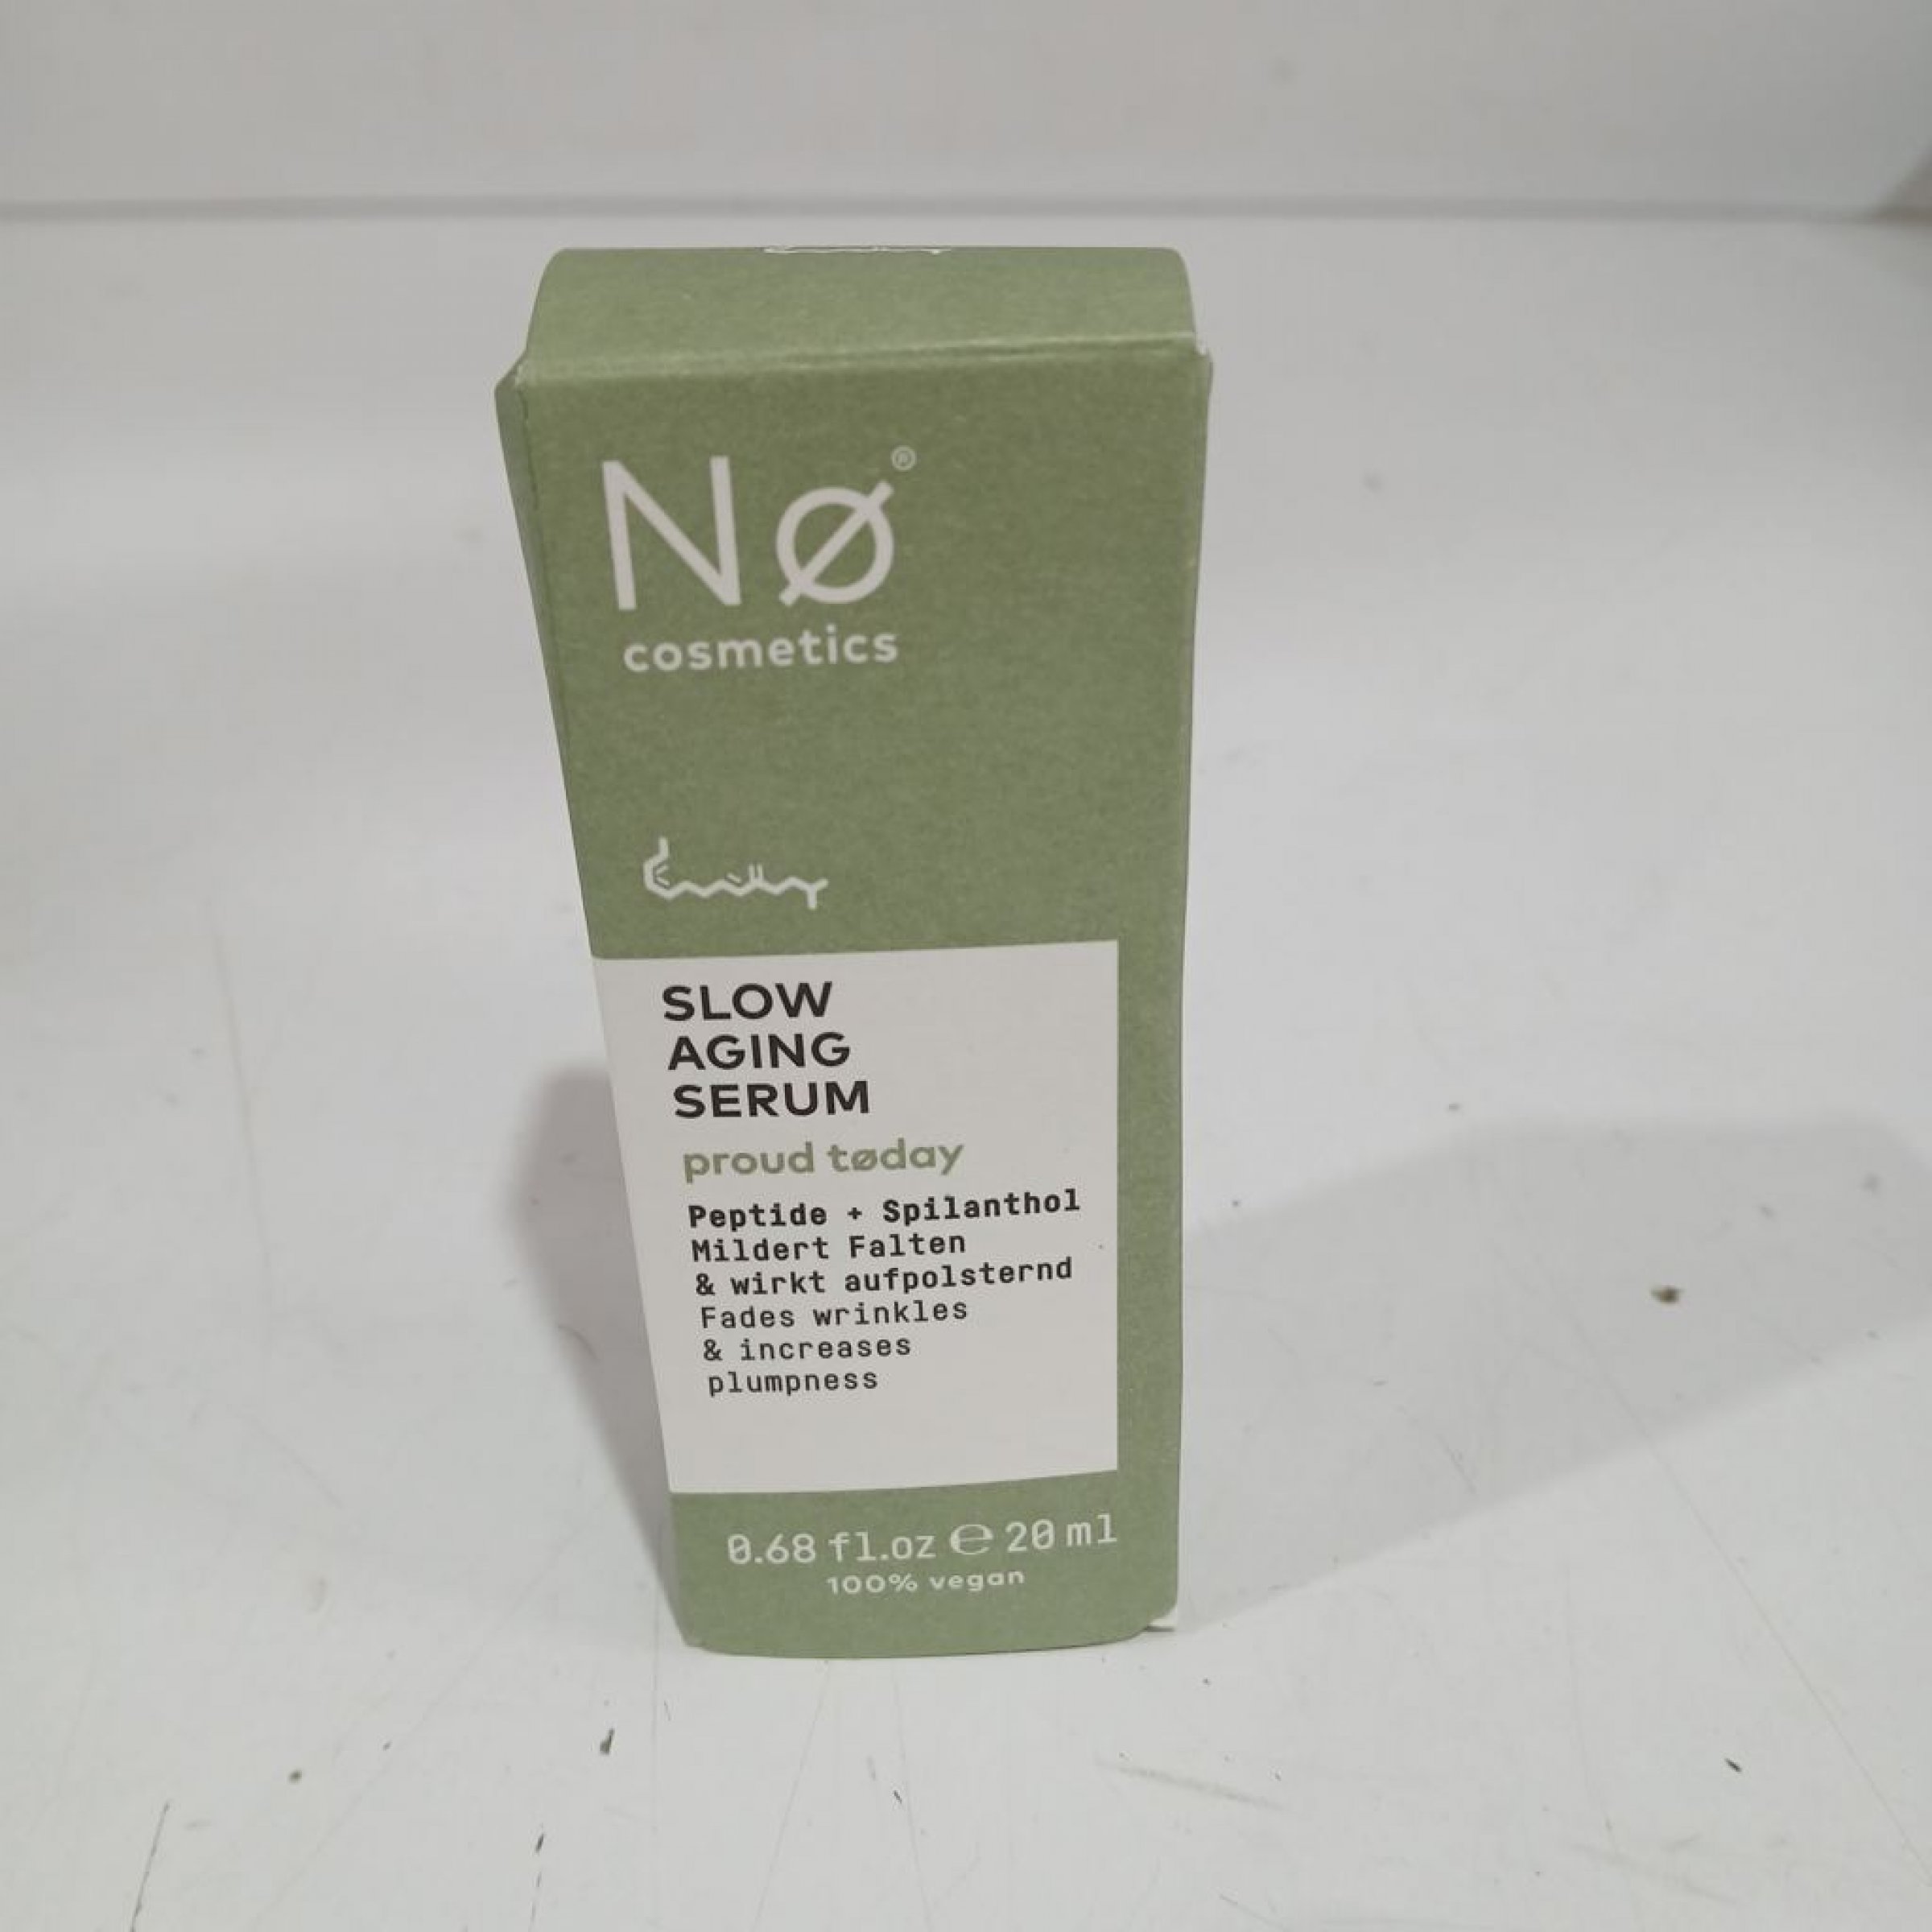 Nø®
cosmetics
Emily
SLOW
AGING
SERUM
proud tøday
Peptide + Spilanthol
Mildert Falten
& wirkt aufpolsternd
Fades wrinkles
& increases
plumpness
0.68 fl.oz ℮ 20 ml
100% vegan